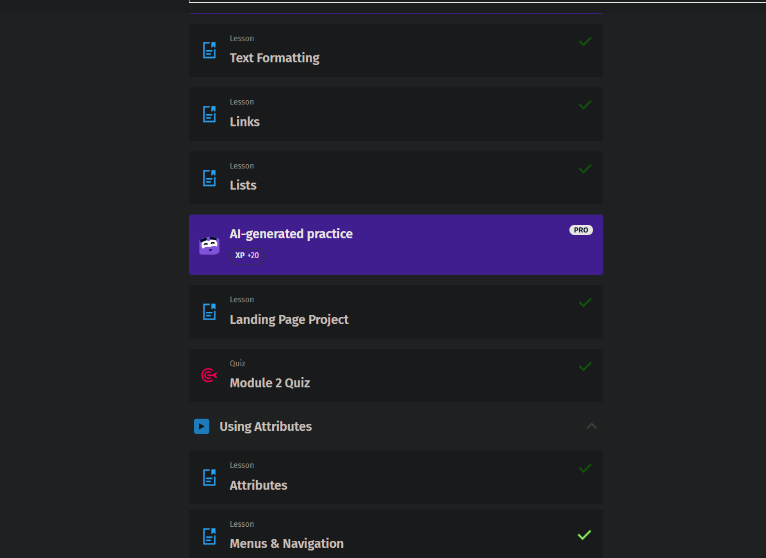 Lesson
Text Formatting
Lesson
Links
Lesson
Lists
AI-generated practice
PRO
XP +20
Lesson
Landing Page Project
Quiz
Module 2 Quiz
Using Attributes
Lesson
Attributes
Lesson
Menus & Navigation